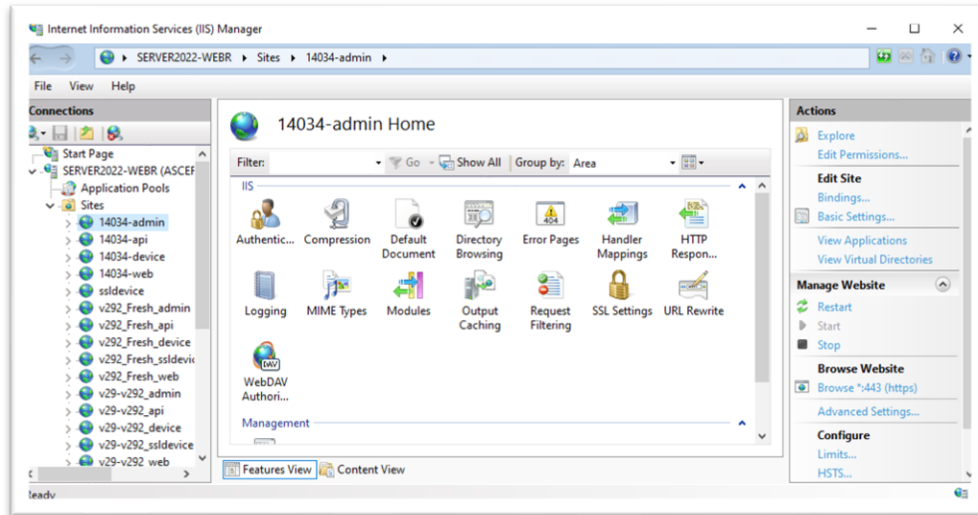 Internet Information Services (IIS) Manager
SERVER2022-WEBR Sites 14034-admin
File View Help
Connections
Start Page
SERVER2022-WEBR (ASCEF
Application Pools
Sites
14034-admin
14034-api
14034-device
14034-web
ssldevice
v292_Fresh_admin
v292_Fresh_api
v292_Fresh_device
v292_Fresh_ssldevic
v292_Fresh_web
v29-v292_admin
v29-v292_api
v29-v292_device
v29-v292_ssldevice
v29-v292 web
14034-admin Home
Filter: Go Show All Group by: Area
IIS
Authentic... Compression Default Document Directory Browsing Error Pages Handler Mappings HTTP Respon...
Logging MIME Types Modules Output Caching Request Filtering SSL Settings URL Rewrite
WebDAV Authori...
Management
Features View Content View
Actions
Explore
Edit Permissions...
Edit Site
Bindings...
Basic Settings...
View Applications
View Virtual Directories
Manage Website
Restart
Start
Stop
Browse Website
Browse *:443 (https)
Advanced Settings...
Configure
Limits...
HSTS...
Ready